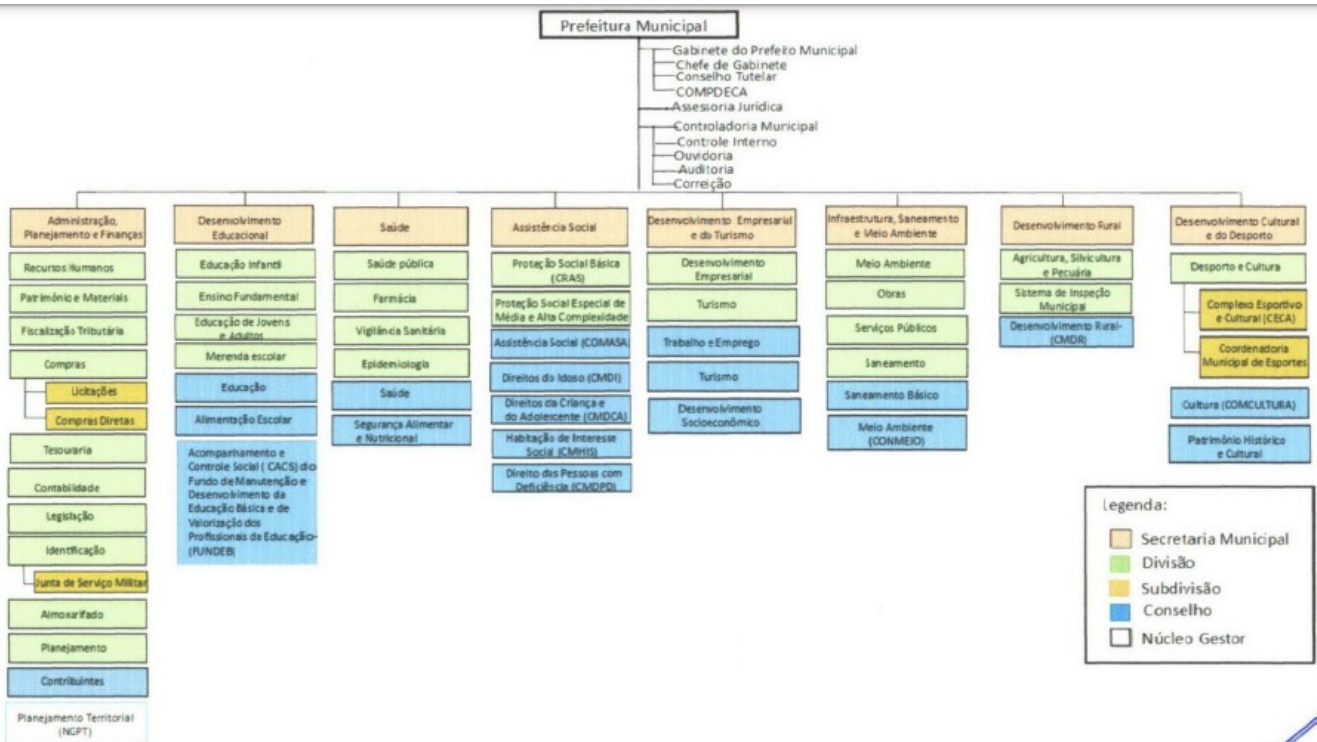 Prefeitura Municipal
Gabinete do Prefeito Municipal
Chefe de Gabinete
Conselho Tutelar
COMPDECA
Assessoria Jurídica
Controladoria Municipal
Controle Interno
Ouvidoria
Auditoria
Correição
Administração,
Planejamento e Finanças
Recursos Humanos
Patrimônio e Materiais
Fiscalização Tributária
Compras
Licitações
Compras Diretas
Tesouraria
Contabilidade
Legislação
Identificação
Junta de Serviço Militar
Almoxarifado
Planejamento
Contribuintes
Planejamento Territorial
(NGPT)
Desenvolvimento
Educacional
Educação Infantil
Ensino Fundamental
Educação de Jovens
e Adultos
Merenda escolar
Educação
Alimentação Escolar
Acompanhamento e
Controle Social ( CACS) do
Fundo de Manutenção e
Desenvolvimento da
Educação Básica e de
Valorização dos
Profissionais da Educação-
(FUNDEB)
Saúde
Saúde pública
Farmácia
Vigilância Sanitária
Epidemiologia
Saúde
Segurança Alimentar
e Nutricional
Assistência Social
Proteção Social Básica
(CRAS)
Proteção Social Especial de
Média e Alta Complexidade
Assistência Social (COMASA)
Direitos do Idoso (CMDI)
Direitos da Criança e
do Adolescente (CMDCA)
Habitação de Interesse
Social (CMHIS)
Direito das Pessoas com
Deficiência (CMDPD)
Desenvolvimento Empresarial
e do Turismo
Desenvolvimento
Empresarial
Turismo
Trabalho e Emprego
Turismo
Desenvolvimento
Socioeconômico
Infraestrutura, Saneamento
e Meio Ambiente
Meio Ambiente
Obras
Serviços Públicos
Saneamento
Saneamento Básico
Meio Ambiente
(CONMEIO)
Desenvolvimento Rural
Agricultura, Silvicultura
e Pecuária
Sistema de Inspeção
Municipal
Desenvolvimento Rural-
(CMDR)
Desenvolvimento Cultural
e do Desporto
Desporto e Cultura
Complexo Esportivo
e Cultural (CECA)
Coordenadoria
Municipal de Esportes
Cultura (COMCULTURA)
Patrimônio Histórico
e Cultural
Legenda:
Secretaria Municipal
Divisão
Subdivisão
Conselho
Núcleo Gestor